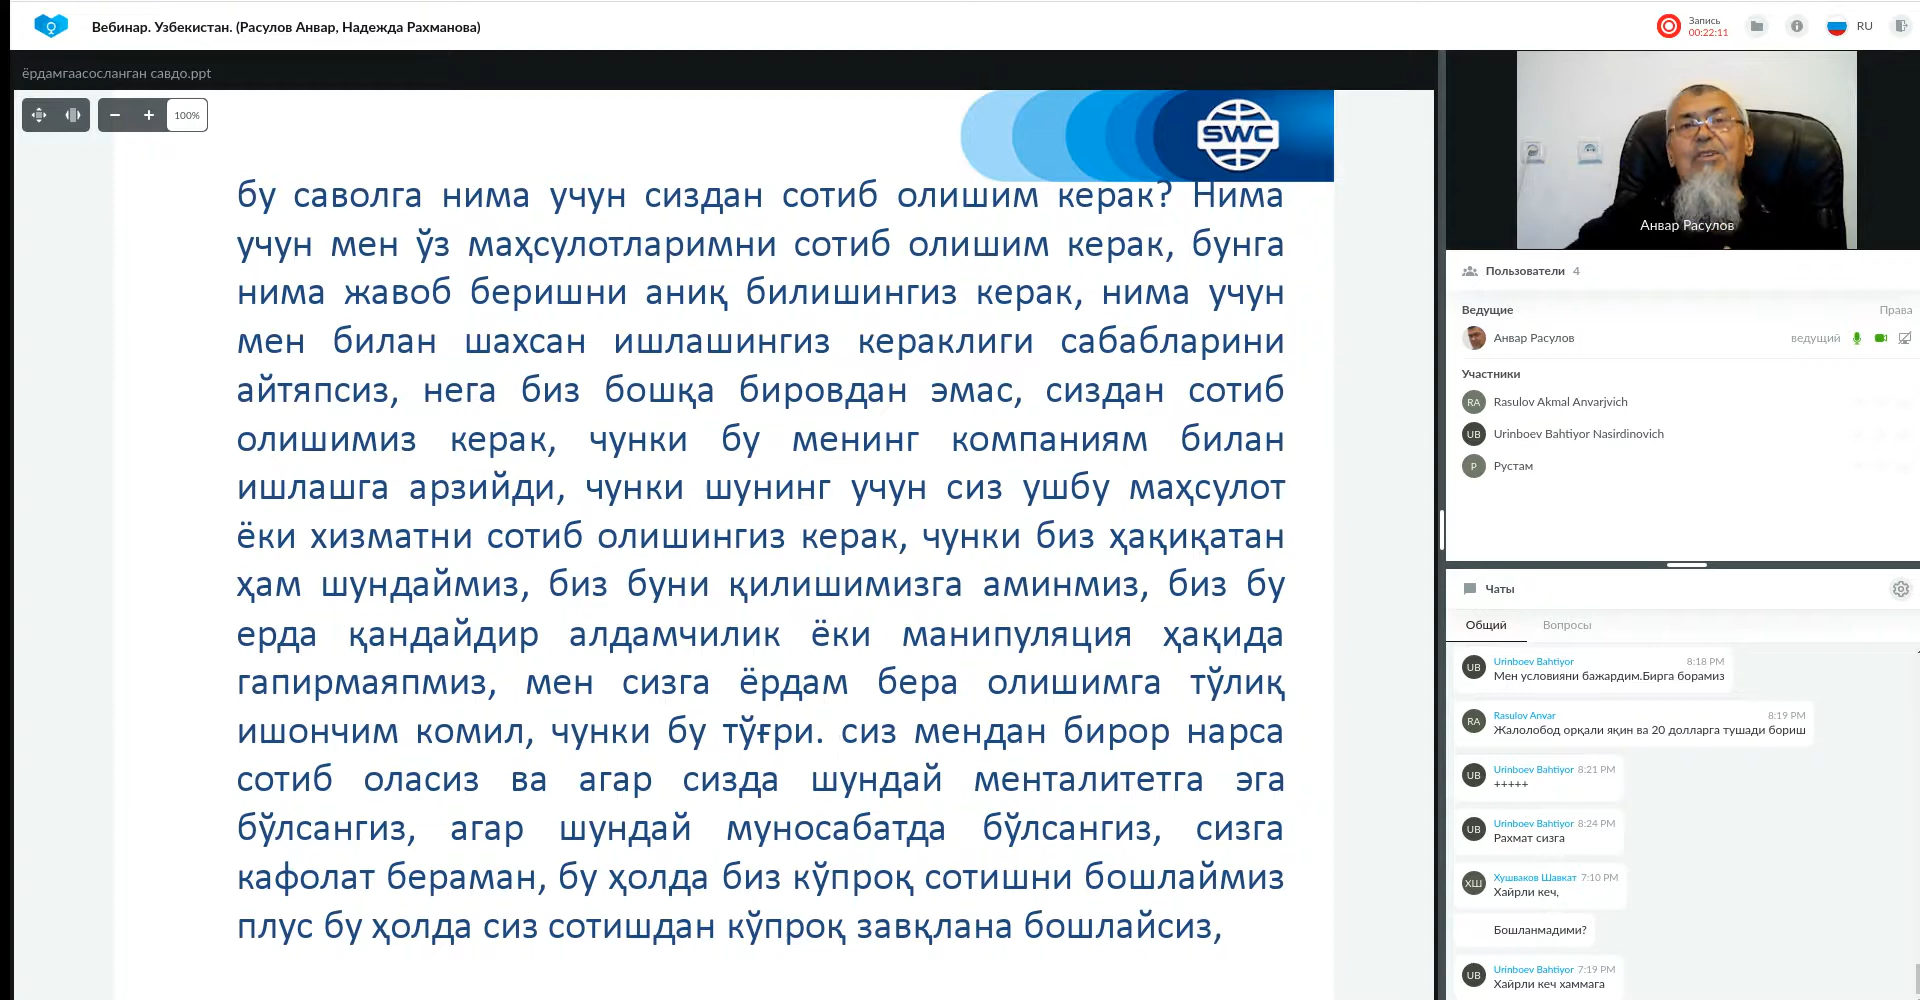 Вебинар. Узбекистан. (Расулов Анвар, Надежда Рахманова)
Запись
00:22:11
RU
ёрдамгаасосланган савдо.ppt
100%
SWC
бу саволга нима учун сиздан сотиб олишим керак? Нима
учун мен ўз маҳсулотларимни сотиб олишим керак, бунга
нима жавоб беришни аниқ билишингиз керак, нима учун
мен билан шахсан ишлашингиз кераклиги сабабларини
айтяпсиз, нега биз бошқа бировдан эмас, сиздан сотиб
олишимиз керак, чунки бу менинг компаниям билан
ишлашга арзийди, чунки шунинг учун сиз ушбу маҳсулот
ёки хизматни сотиб олишингиз керак, чунки биз ҳақиқатан
ҳам шундаймиз, биз буни қилишимизга аминмиз, биз бу
ерда қандайдир алдамчилик ёки манипуляция ҳақида
гапирмаяпмиз, мен сизга ёрдам бера олишимга тўлиқ
ишончим комил, чунки бу тўғри. сиз мендан бирор нарса
сотиб оласиз ва агар сизда шундай менталитетга эга
бўлсангиз, агар шундай муносабатда бўлсангиз, сизга
кафолат бераман, бу ҳолда биз кўпроқ сотишни бошлаймиз
плус бу ҳолда сиз сотишдан кўпроқ завқлана бошлайсиз,
Анвар Расулов
Пользователи 4
Ведущие Права
Анвар Расулов ведущий
Участники
RA Rasulov Akmal Anvarjvich
UB Urinboev Bahtiyor Nasirdinovich
Р Рустам
Чаты
Общий Вопросы
UB Urinboev Bahtiyor 8:18 PM
Мен условияни бажардим.Бирга борамиз
RA Rasulov Anvar 8:19 PM
Жалолобод орқали яқин ва 20 долларга тушади бориш
UB Urinboev Bahtiyor 8:21 PM
+++++
UB Urinboev Bahtiyor 8:24 PM
Рахмат сизга
ХШ Хушваков Шавкат 7:10 PM
Хайрли кеч,
Бошланмадими?
UB Urinboev Bahtiyor 7:19 PM
Хайрли кеч хаммага